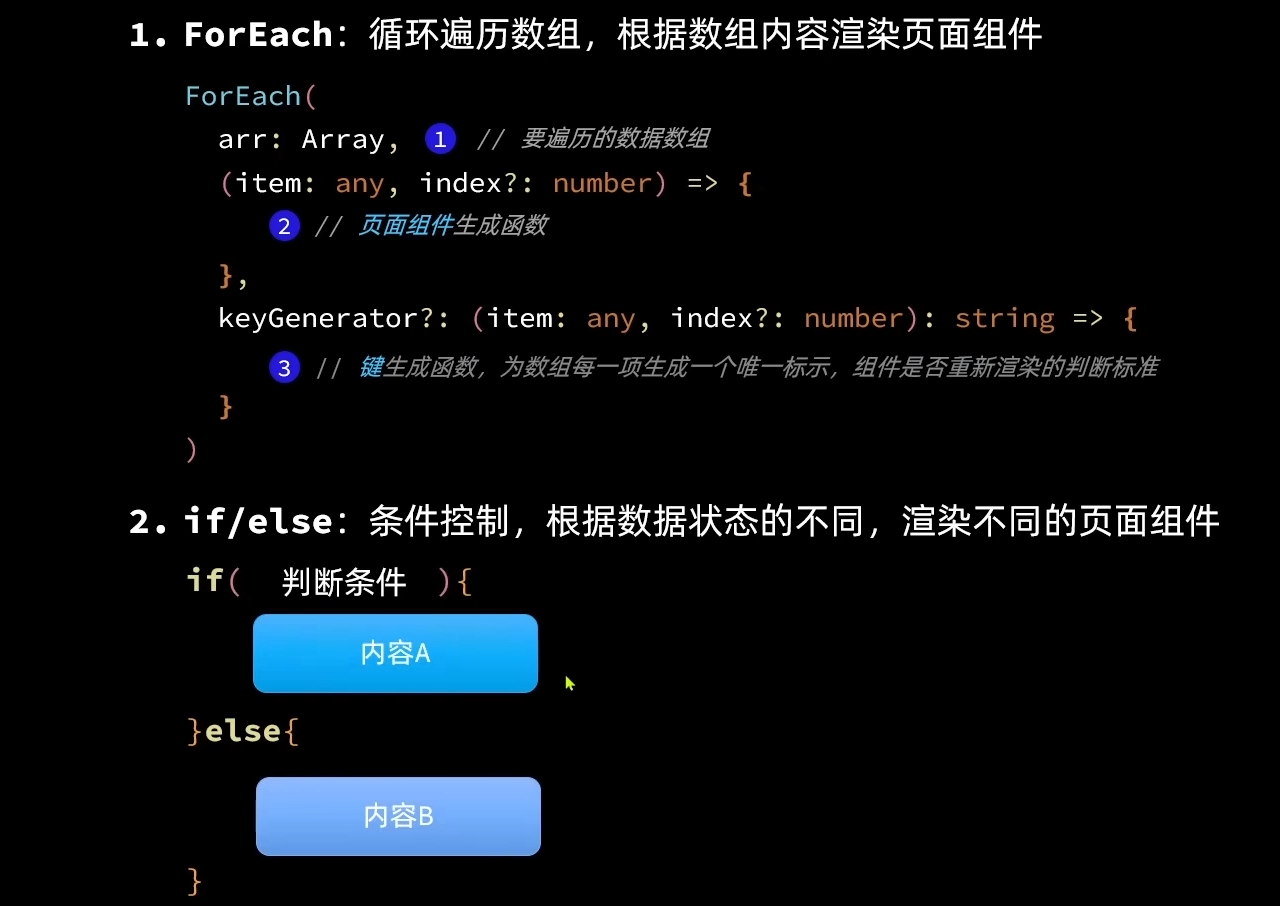 1. ForEach：循环遍历数组，根据数组内容渲染页面组件
ForEach(
arr: Array, 1 // 要遍历的数据数组
(item: any, index?: number) => {
2 // 页面组件生成函数
},
keyGenerator?: (item: any, index?: number): string => {
3 // 键生成函数，为数组每一项生成一个唯一标示，组件是否重新渲染的判断标准
}
)
2. if/else：条件控制，根据数据状态的不同，渲染不同的页面组件
if( 判断条件 ){
内容A
}else{
内容B
}